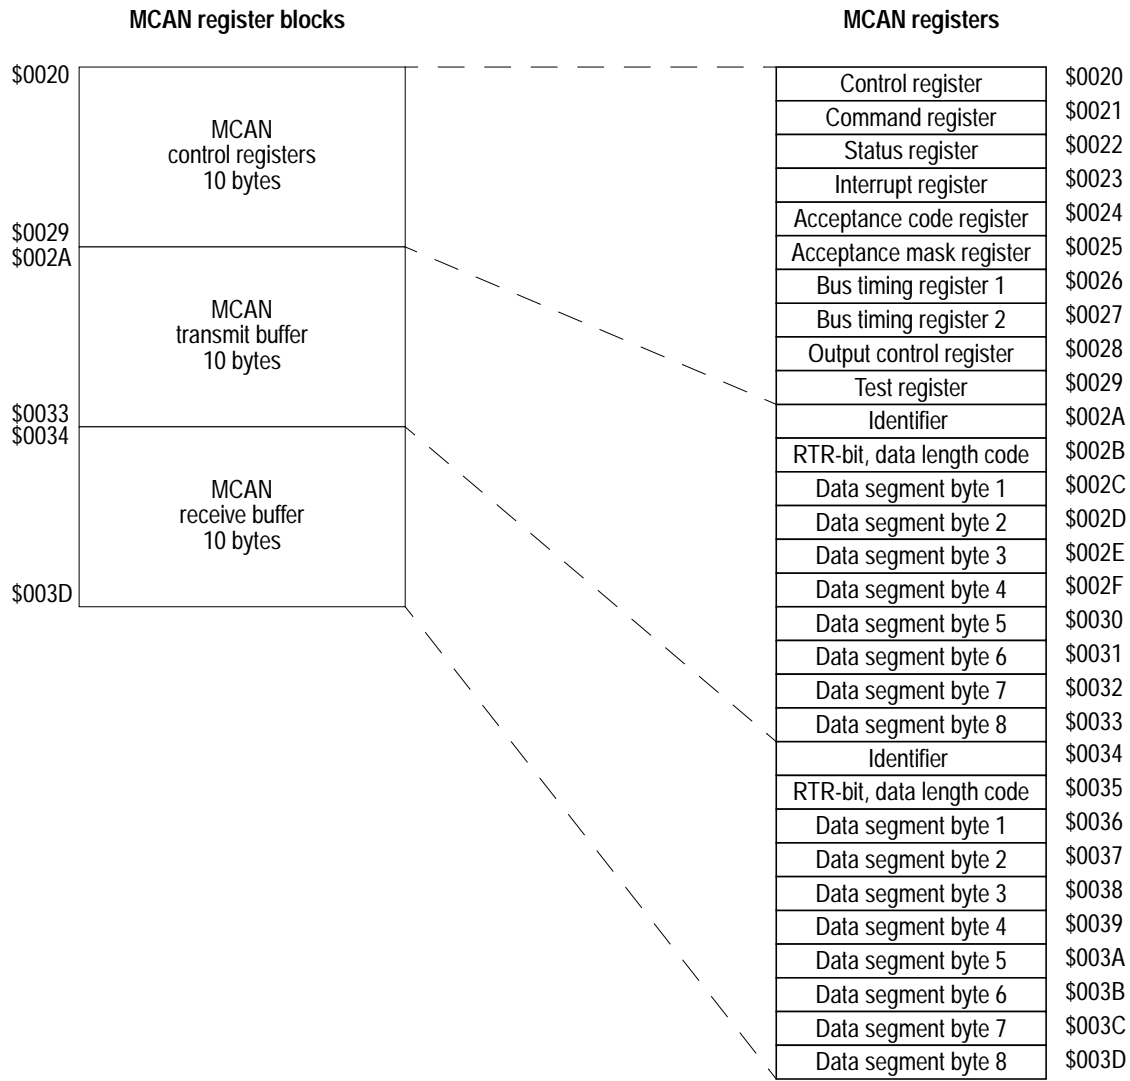 MCAN register blocks
$0020
MCAN
control registers
10 bytes
$0029
$002A
MCAN
transmit buffer
10 bytes
$0033
$0034
MCAN
receive buffer
10 bytes
$003D
MCAN registers
Control register $0020
Command register $0021
Status register $0022
Interrupt register $0023
Acceptance code register $0024
Acceptance mask register $0025
Bus timing register 1 $0026
Bus timing register 2 $0027
Output control register $0028
Test register $0029
Identifier $002A
RTR-bit, data length code $002B
Data segment byte 1 $002C
Data segment byte 2 $002D
Data segment byte 3 $002E
Data segment byte 4 $002F
Data segment byte 5 $0030
Data segment byte 6 $0031
Data segment byte 7 $0032
Data segment byte 8 $0033
Identifier $0034
RTR-bit, data length code $0035
Data segment byte 1 $0036
Data segment byte 2 $0037
Data segment byte 3 $0038
Data segment byte 4 $0039
Data segment byte 5 $003A
Data segment byte 6 $003B
Data segment byte 7 $003C
Data segment byte 8 $003D